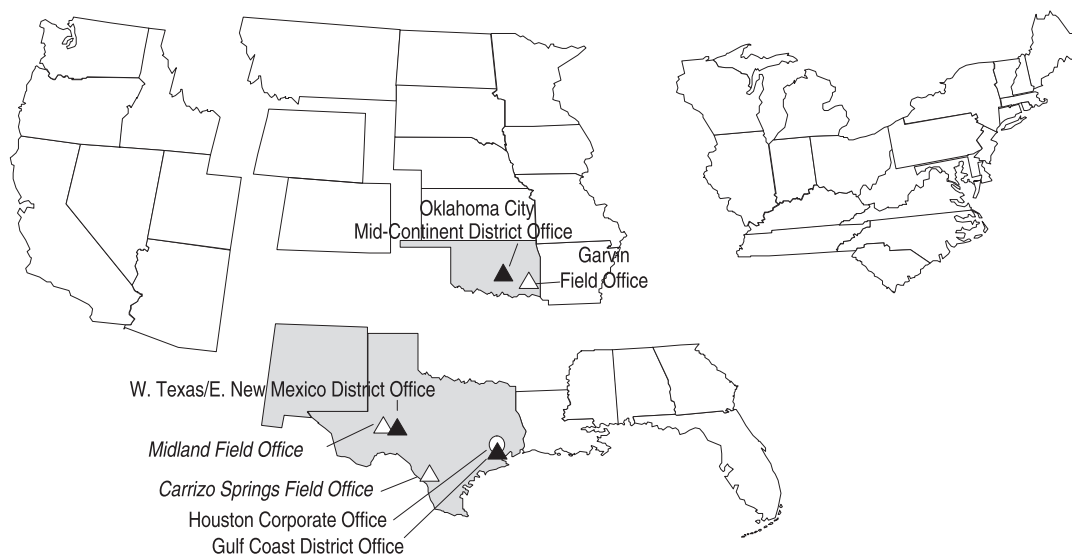 Oklahoma City
Mid-Continent District Office
Garvin
Field Office
W. Texas/E. New Mexico District Office
Midland Field Office
Carrizo Springs Field Office
Houston Corporate Office
Gulf Coast District Office